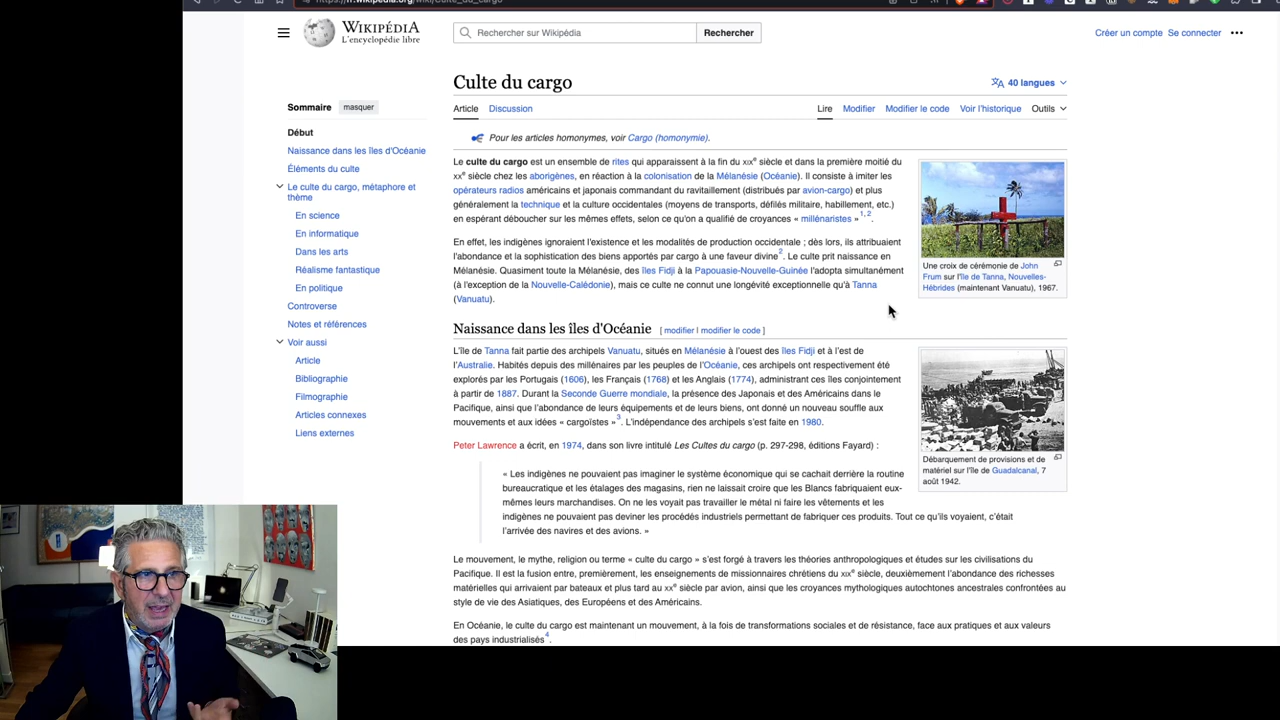 https://fr.wikipedia.org/wiki/Culte_du_cargo
WIKIPÉDIA
L'encyclopédie libre
Rechercher sur Wikipédia
Rechercher
Créer un compte Se connecter
Culte du cargo
40 langues
Sommaire masquer
Article Discussion
Lire Modifier Modifier le code Voir l'historique Outils
Début
Naissance dans les îles d'Océanie
Éléments du culte
Le culte du cargo, métaphore et
thème
En science
En informatique
Dans les arts
Réalisme fantastique
En politique
Controverse
Notes et références
Voir aussi
Article
Bibliographie
Filmographie
Articles connexes
Liens externes
Pour les articles homonymes, voir Cargo (homonymie).
Le culte du cargo est un ensemble de rites qui apparaissent à la fin du XIXe siècle et dans la première moitié du
XXe siècle chez les aborigènes, en réaction à la colonisation de la Mélanésie (Océanie). Il consiste à imiter les
opérateurs radios américains et japonais commandant du ravitaillement (distribués par avion-cargo) et plus
généralement la technique et la culture occidentales (moyens de transports, défilés militaire, habillement, etc.)
en espérant déboucher sur les mêmes effets, selon ce qu'on a qualifié de croyances « millénaristes »1, 2.
En effet, les indigènes ignoraient l'existence et les modalités de production occidentale ; dès lors, ils attribuaient
l'abondance et la sophistication des biens apportés par cargo à une faveur divine2. Le culte prit naissance en
Mélanésie. Quasiment toute la Mélanésie, des îles Fidji à la Papouasie-Nouvelle-Guinée l'adopta simultanément
(à l'exception de la Nouvelle-Calédonie), mais ce culte ne connut une longévité exceptionnelle qu'à Tanna
(Vanuatu).
Une croix de cérémonie de John
Frum sur l'île de Tanna, Nouvelles-
Hébrides (maintenant Vanuatu), 1967.
Naissance dans les îles d'Océanie [ modifier | modifier le code ]
L'île de Tanna fait partie des archipels Vanuatu, situés en Mélanésie à l'ouest des îles Fidji et à l'est de
l'Australie. Habités depuis des millénaires par les peuples de l'Océanie, ces archipels ont respectivement été
explorés par les Portugais (1606), les Français (1768) et les Anglais (1774), administrant ces îles conjointement
à partir de 1887. Durant la Seconde Guerre mondiale, la présence des Japonais et des Américains dans le
Pacifique, ainsi que l'abondance de leurs équipements et de leurs biens, ont donné un nouveau souffle aux
mouvements et aux idées « cargoïstes »3. L'indépendance des archipels s'est faite en 1980.
Débarquement de provisions et de
matériel sur l'île de Guadalcanal, 7
août 1942.
Peter Lawrence a écrit, en 1974, dans son livre intitulé Les Cultes du cargo (p. 297-298, éditions Fayard) :
« Les indigènes ne pouvaient pas imaginer le système économique qui se cachait derrière la routine
bureaucratique et les étalages des magasins, rien ne laissait croire que les Blancs fabriquaient eux-
mêmes leurs marchandises. On ne les voyait pas travailler le métal ni faire les vêtements et les
indigènes ne pouvaient pas deviner les procédés industriels permettant de fabriquer ces produits. Tout ce qu'ils voyaient, c'était
l'arrivée des navires et des avions. »
Le mouvement, le mythe, religion ou terme « culte du cargo » s'est forgé à travers les théories anthropologiques et études sur les civilisations du
Pacifique. Il est la fusion entre, premièrement, les enseignements de missionnaires chrétiens du XIXe siècle, deuxièmement l'abondance des richesses
matérielles qui arrivaient par bateaux et plus tard au XXe siècle par avion, ainsi que les croyances mythologiques autochtones ancestrales confrontées au
style de vie des Asiatiques, des Européens et des Américains.
En Océanie, le culte du cargo est maintenant un mouvement, à la fois de transformations sociales et de résistance, face aux pratiques et aux valeurs
des pays industrialisés4.